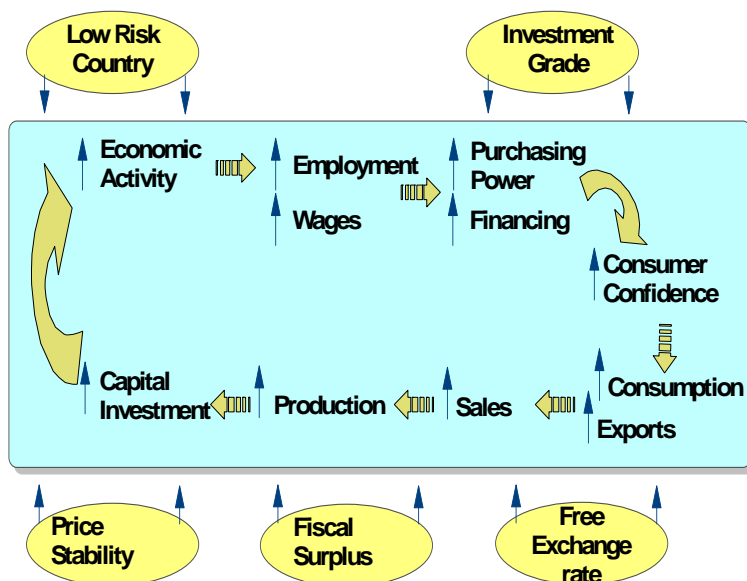 Low Risk
Country
Investment
Grade
Economic
Activity
Employment
Wages
Purchasing
Power
Financing
Consumer
Confidence
Consumption
Exports
Sales
Production
Capital
Investment
Price
Stability
Fiscal
Surplus
Free
Exchange
rate